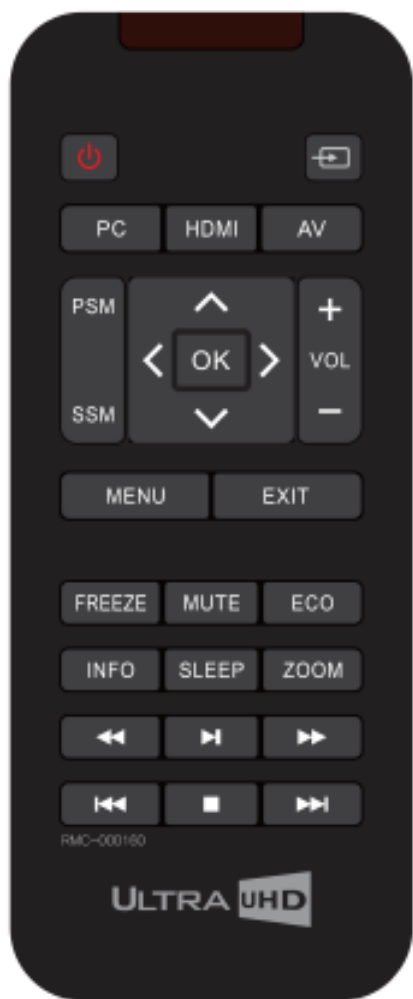 PC HDMI AV
PSM +
OK VOL
SSM −
MENU EXIT
FREEZE MUTE ECO
INFO SLEEP ZOOM
RMC-000160
ULTRA UHD